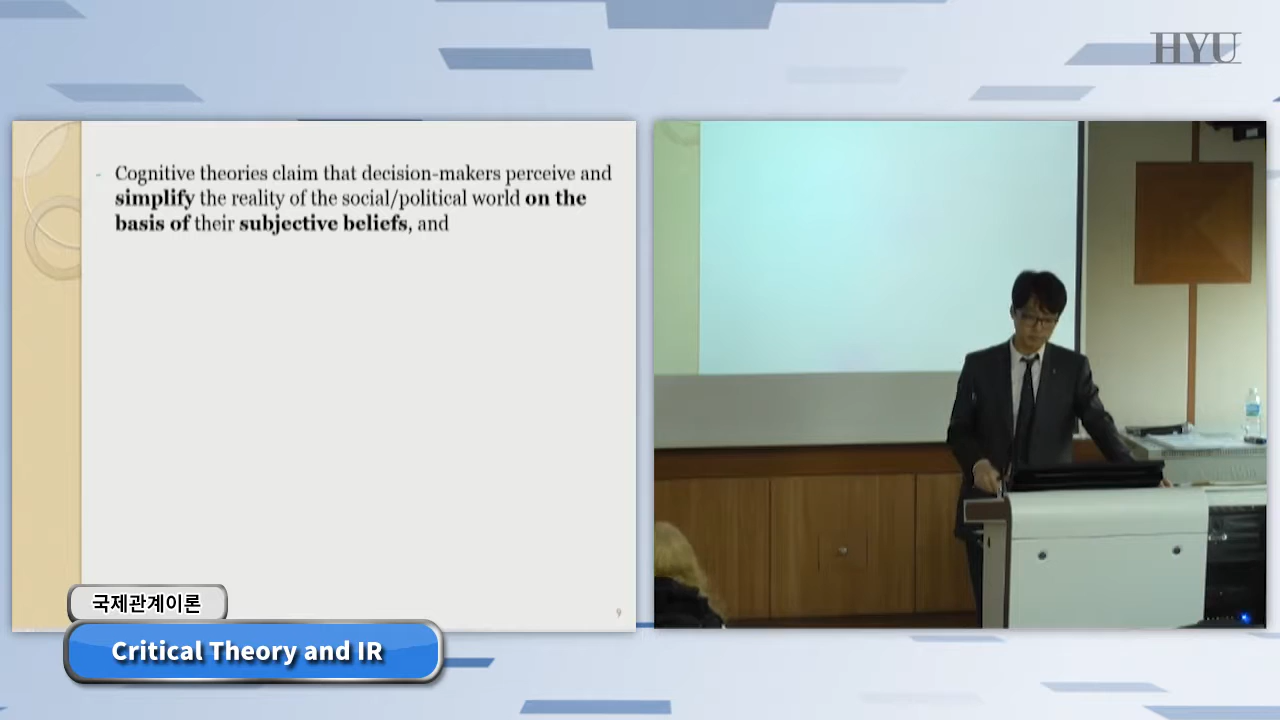 HYU
- Cognitive theories claim that decision-makers perceive and
simplify the reality of the social/political world on the
basis of their subjective beliefs, and
9
국제관계이론
Critical Theory and IR